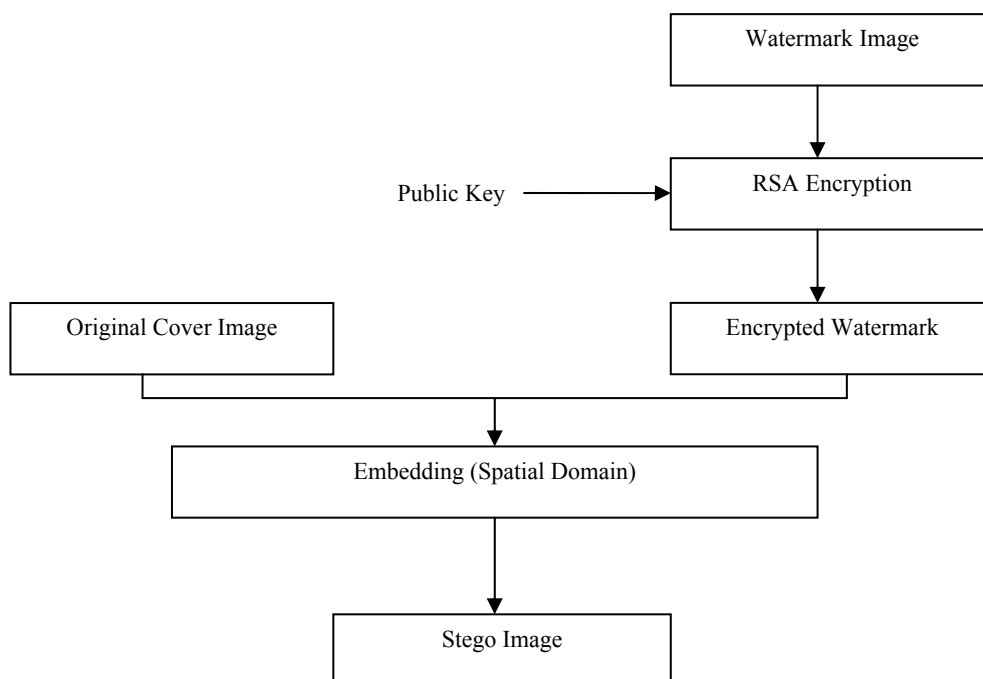 Watermark Image
RSA Encryption
Public Key
Original Cover Image
Encrypted Watermark
Embedding (Spatial Domain)
Stego Image